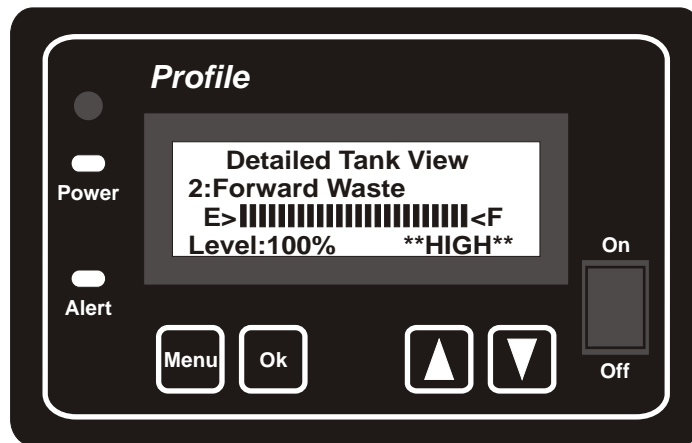 Profile
Detailed Tank View
2:Forward Waste
E>||||||||||||||||||||||||<F
Level:100% **HIGH**
Power
Alert
On
Off
Menu
Ok